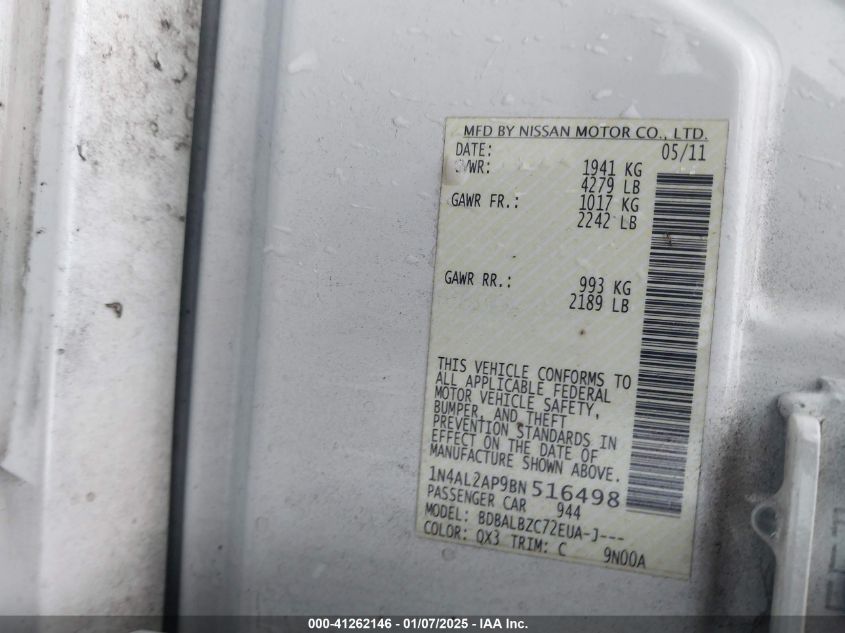 MFD BY NISSAN MOTOR CO., LTD.
DATE: 05/11
GVWR: 1941 KG
4279 LB
GAWR FR.: 1017 KG
2242 LB
GAWR RR.: 993 KG
2189 LB
THIS VEHICLE CONFORMS TO
ALL APPLICABLE FEDERAL
MOTOR VEHICLE SAFETY,
BUMPER, AND THEFT
PREVENTION STANDARDS IN
EFFECT ON THE DATE OF
MANUFACTURE SHOWN ABOVE.
1N4AL2AP9BN 516498
PASSENGER CAR 944
MODEL: BDBALBZC72EUA-J---
COLOR: QX3 TRIM: C 9N00A
000-41262146 - 01/07/2025 - IAA Inc.